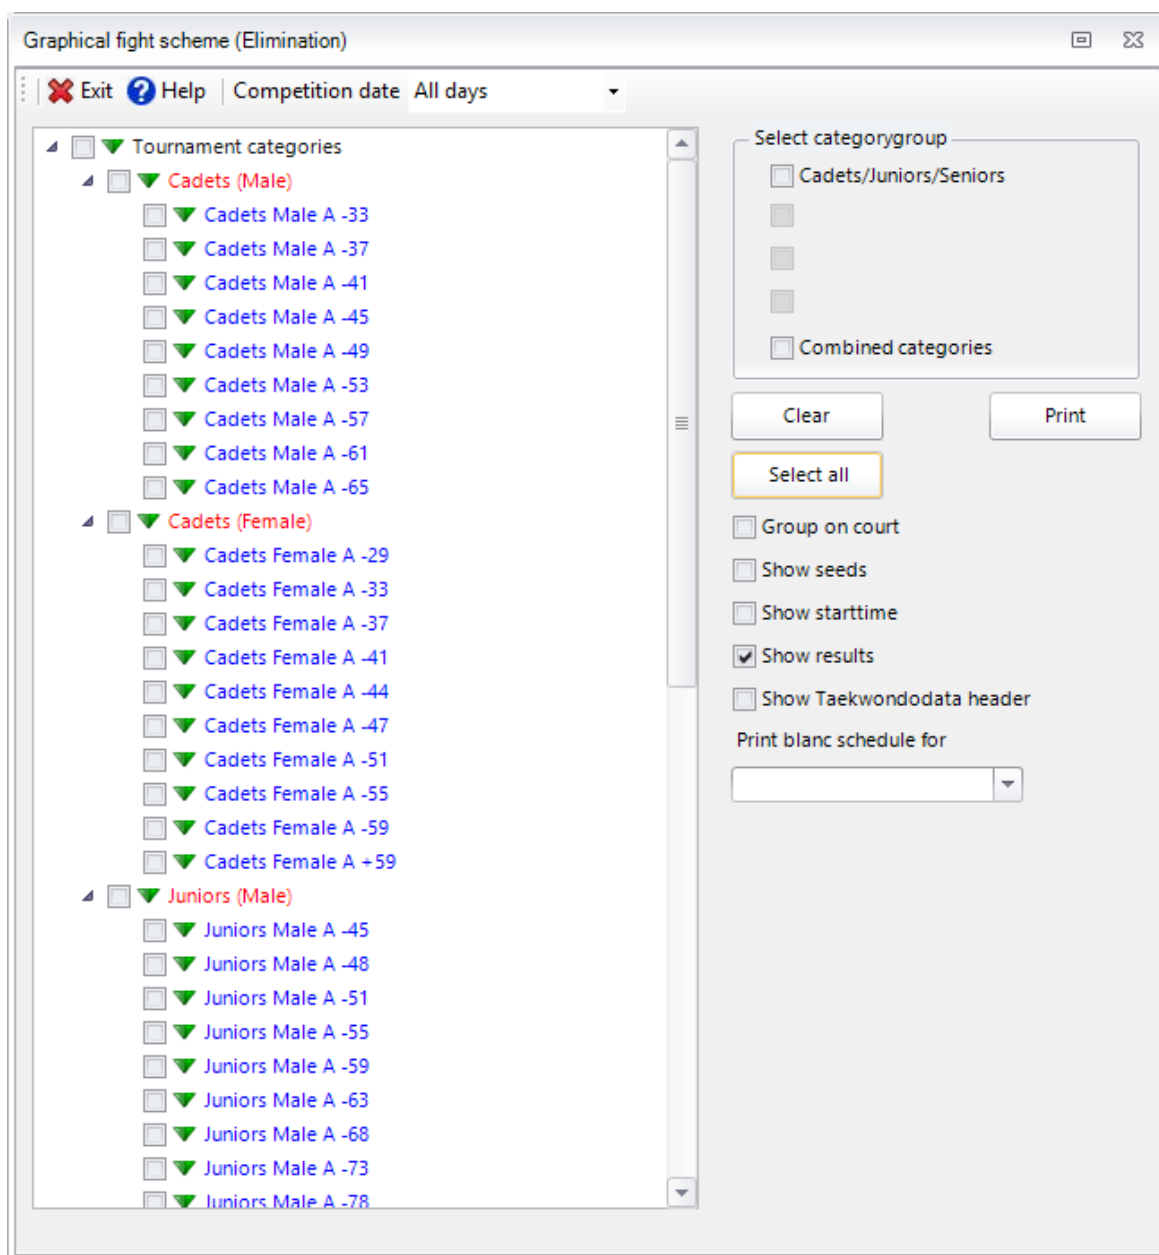 Graphical fight scheme (Elimination)
Exit Help Competition date All days
Tournament categories
Cadets (Male)
Cadets Male A -33
Cadets Male A -37
Cadets Male A -41
Cadets Male A -45
Cadets Male A -49
Cadets Male A -53
Cadets Male A -57
Cadets Male A -61
Cadets Male A -65
Cadets (Female)
Cadets Female A -29
Cadets Female A -33
Cadets Female A -37
Cadets Female A -41
Cadets Female A -44
Cadets Female A -47
Cadets Female A -51
Cadets Female A -55
Cadets Female A -59
Cadets Female A +59
Juniors (Male)
Juniors Male A -45
Juniors Male A -48
Juniors Male A -51
Juniors Male A -55
Juniors Male A -59
Juniors Male A -63
Juniors Male A -68
Juniors Male A -73
Juniors Male A -78
Select categorygroup
Cadets/Juniors/Seniors
Combined categories
Clear
Print
Select all
Group on court
Show seeds
Show starttime
Show results
Show Taekwondodata header
Print blanc schedule for